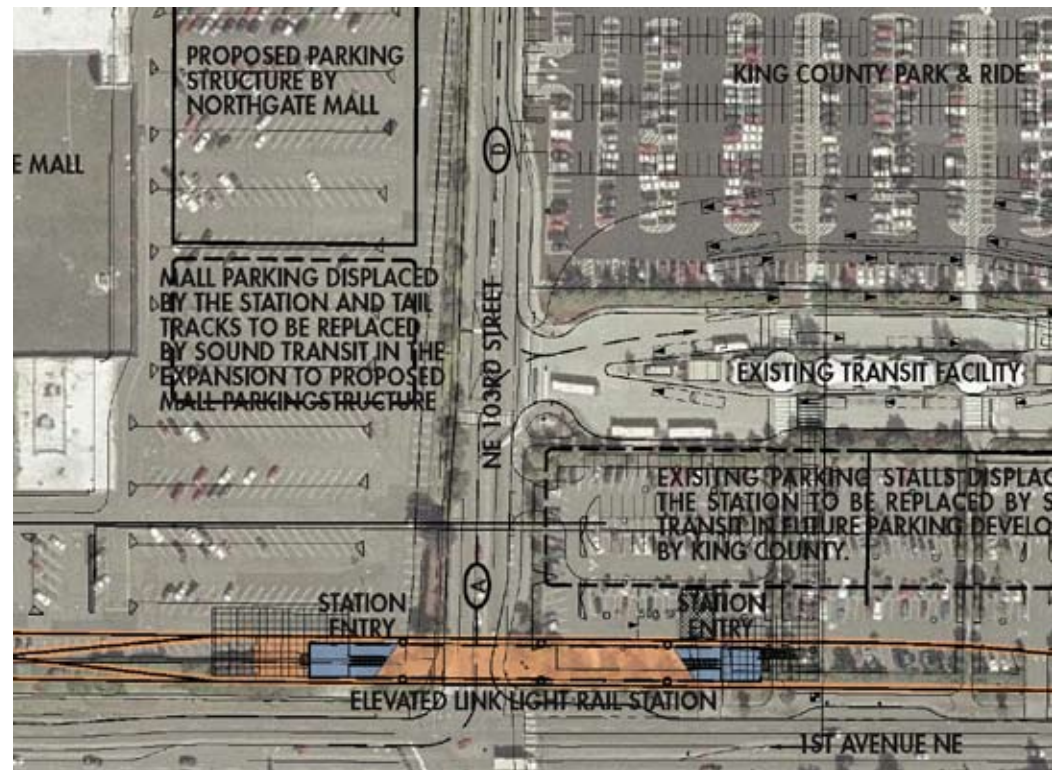 PROPOSED PARKING
STRUCTURE BY
NORTHGATE MALL
KING COUNTY PARK & RIDE
E MALL
D
MALL PARKING DISPLACED
BY THE STATION AND TAIL
TRACKS TO BE REPLACED
BY SOUND TRANSIT IN THE
EXPANSION TO PROPOSED
MALL PARKINGSTRUCTURE
NE 103RD STREET
EXISTING TRANSIT FACILITY
EXISITNG PARKING STALLS DISPLAC
THE STATION TO BE REPLACED BY S
TRANSIT IN FUTURE PARKING DEVELO
BY KING COUNTY.
A
STATION
ENTRY
STATION
ENTRY
ELEVATED LINK LIGHT RAIL STATION
1ST AVENUE NE